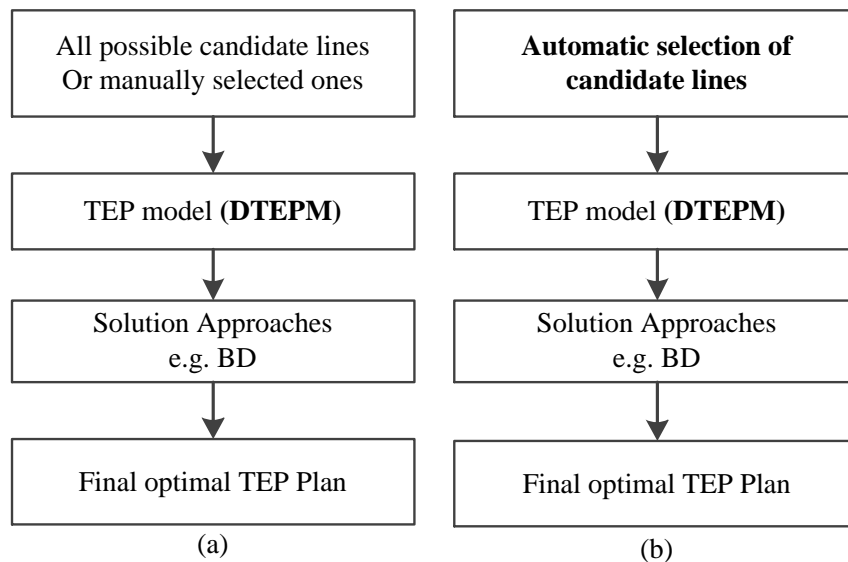 All possible candidate lines
Or manually selected ones
TEP model (DTEPM)
Solution Approaches
e.g. BD
Final optimal TEP Plan
(a)
Automatic selection of
candidate lines
TEP model (DTEPM)
Solution Approaches
e.g. BD
Final optimal TEP Plan
(b)